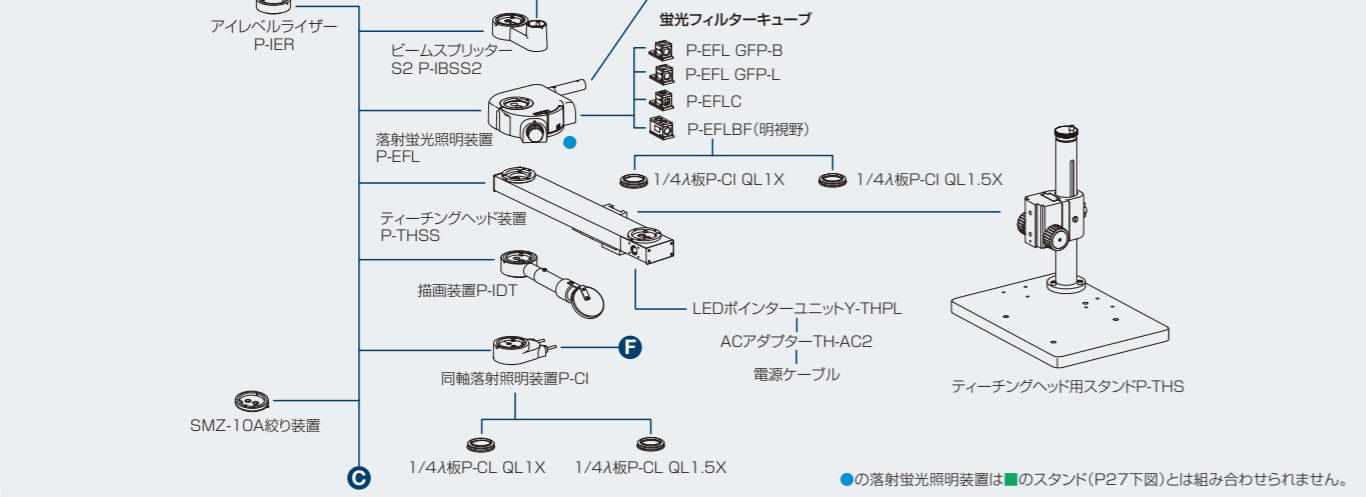 蛍光フィルターキューブ
アイレベルライザー
P-IER
ビームスプリッター
S2 P-IBSS2
P-EFL GFP-B
P-EFL GFP-L
P-EFLC
P-EFLBF（明視野）
落射蛍光照明装置
P-EFL
1/4λ板P-CI QL1X
1/4λ板P-CI QL1.5X
ティーチングヘッド装置
P-THSS
描画装置P-IDT
LEDポインターユニットY-THPL
ACアダプターTH-AC2
電源ケーブル
F
同軸落射照明装置P-CI
ティーチングヘッド用スタンドP-THS
SMZ-10A絞り装置
1/4λ板P-CL QL1X
1/4λ板P-CL QL1.5X
C
●の落射蛍光照明装置は■のスタンド（P27下図）とは組み合わせられません。